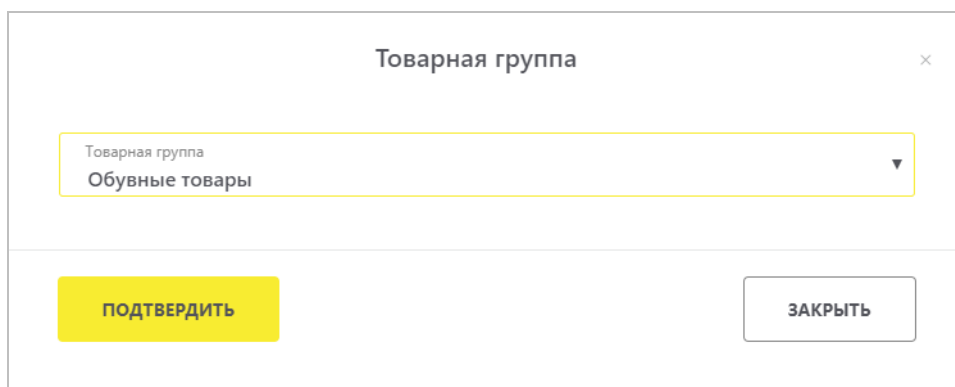 Товарная группа
×
Товарная группа
Обувные товары
ПОДТВЕРДИТЬ
ЗАКРЫТЬ